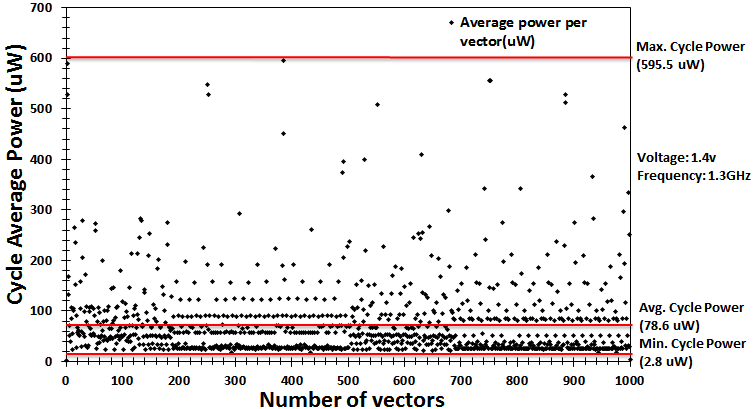 700
600
500
400
300
200
100
0
Cycle Average Power (uW)
Average power per
vector(uW)
Max. Cycle Power
(595.5 uW)
Voltage: 1.4v
Frequency: 1.3GHz
Avg. Cycle Power
(78.6 uW)
Min. Cycle Power
(2.8 uW)
0 100 200 300 400 500 600 700 800 900 1000
Number of vectors